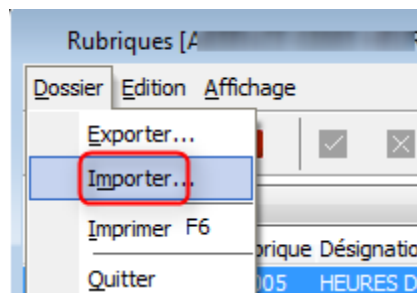 Rubriques [A
Dossier Edition Affichage
Exporter...
Importer...
Imprimer F6
Quitter
brique Désignatio
005 HEURES D